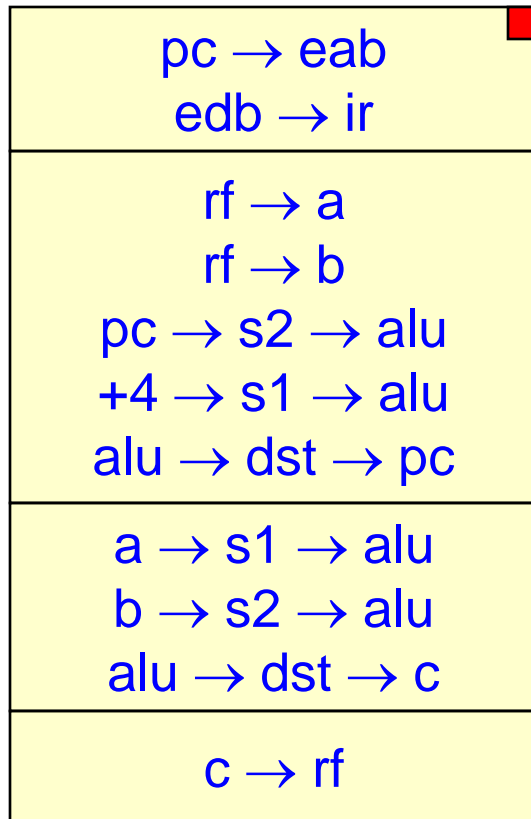 pc → eab
edb → ir
rf → a
rf → b
pc → s2 → alu
+4 → s1 → alu
alu → dst → pc
a → s1 → alu
b → s2 → alu
alu → dst → c
c → rf